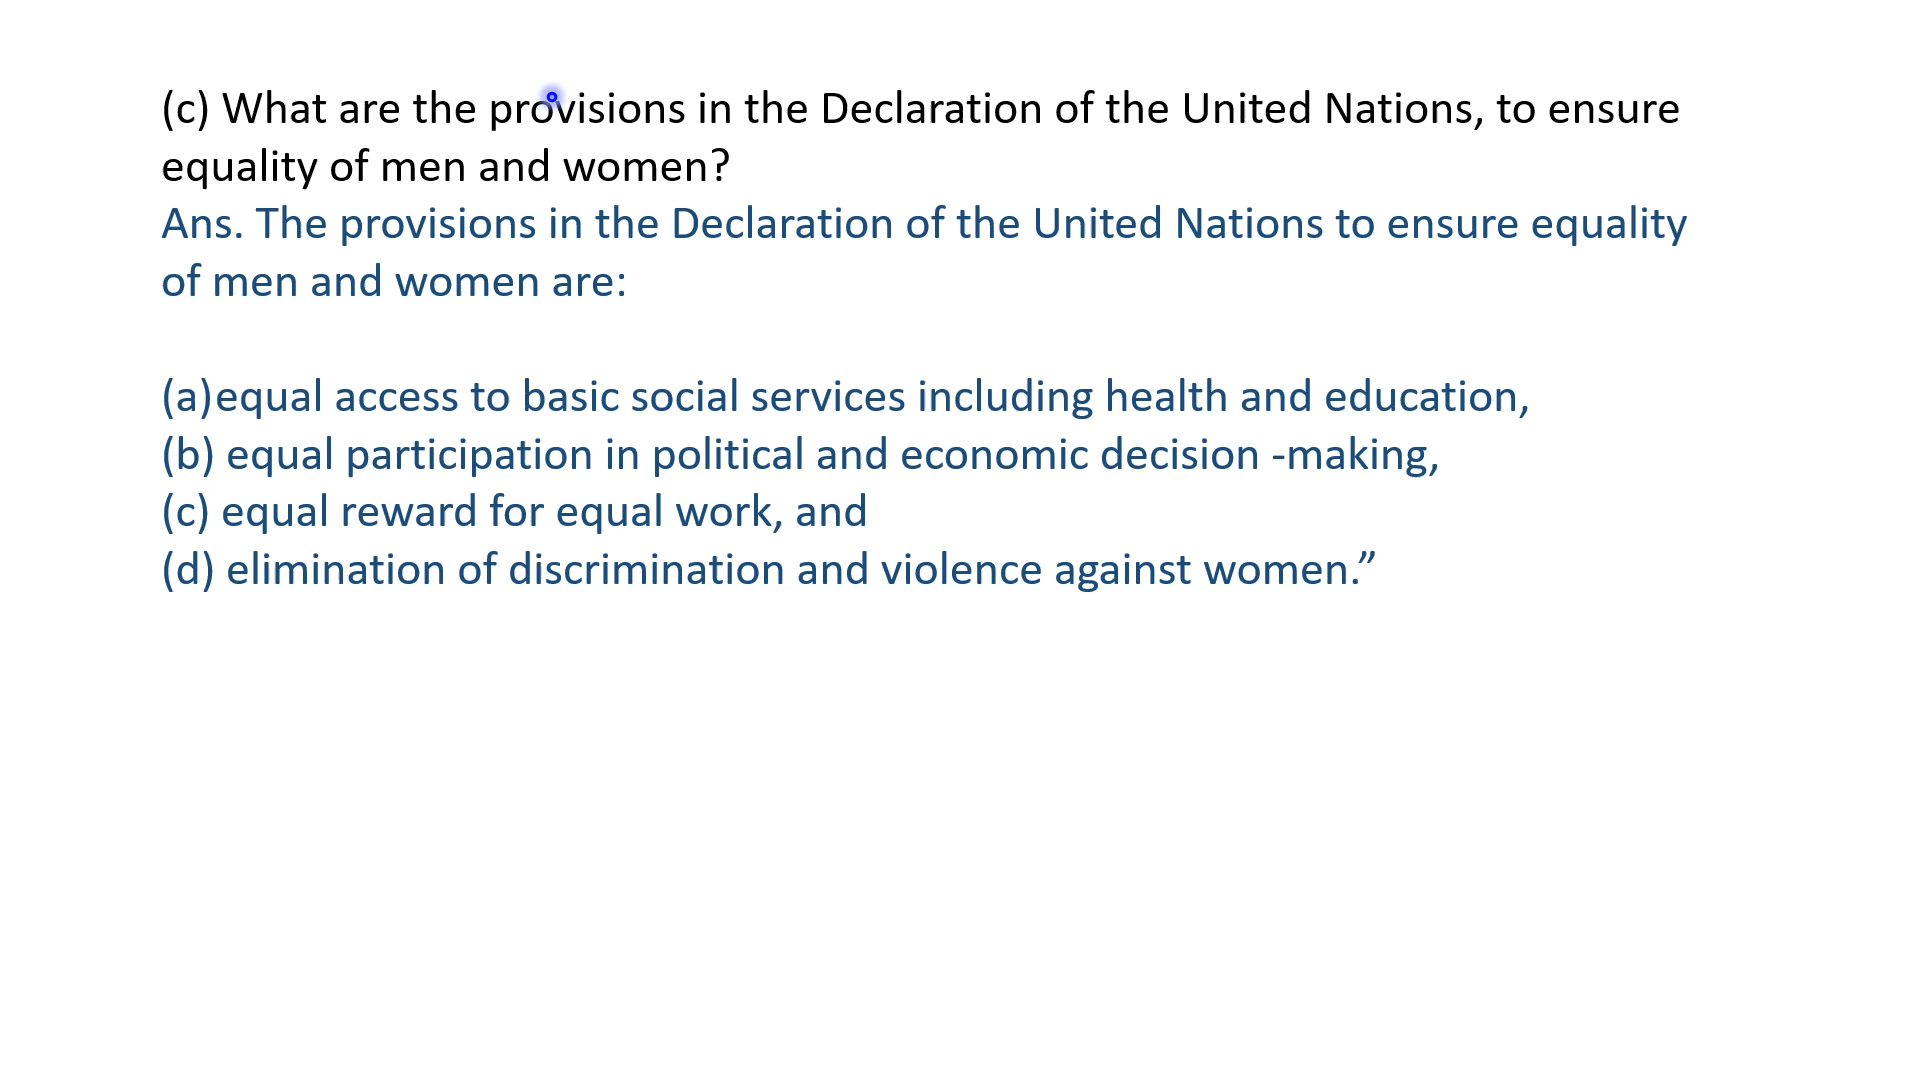 (c) What are the provisions in the Declaration of the United Nations, to ensure
equality of men and women?
Ans. The provisions in the Declaration of the United Nations to ensure equality
of men and women are:
(a)equal access to basic social services including health and education,
(b) equal participation in political and economic decision -making,
(c) equal reward for equal work, and
(d) elimination of discrimination and violence against women.”